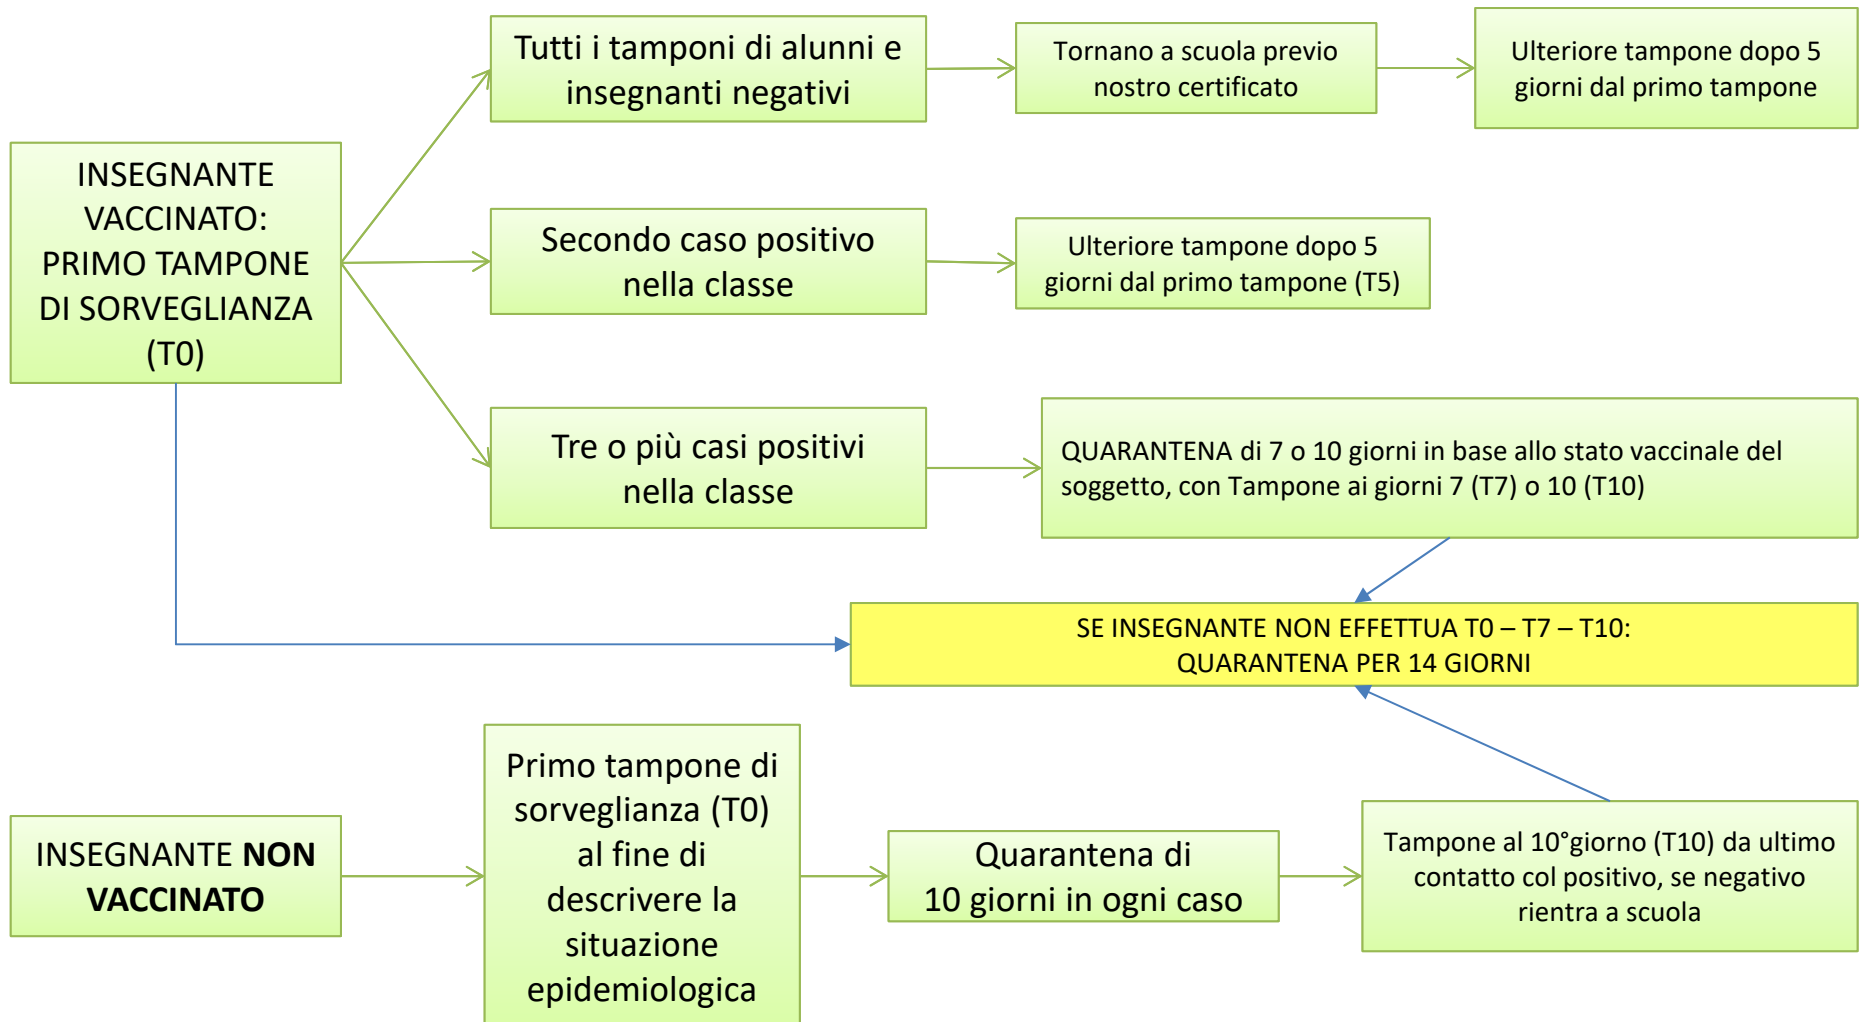 Tutti i tamponi di alunni e
insegnanti negativi
Tornano a scuola previo
nostro certificato
Ulteriore tampone dopo 5
giorni dal primo tampone
INSEGNANTE
VACCINATO:
PRIMO TAMPONE
DI SORVEGLIANZA
(T0)
Secondo caso positivo
nella classe
Ulteriore tampone dopo 5
giorni dal primo tampone (T5)
Tre o più casi positivi
nella classe
QUARANTENA di 7 o 10 giorni in base allo stato vaccinale del
soggetto, con Tampone ai giorni 7 (T7) o 10 (T10)
SE INSEGNANTE NON EFFETTUA T0 – T7 – T10:
QUARANTENA PER 14 GIORNI
INSEGNANTE NON
VACCINATO
Primo tampone di
sorveglianza (T0)
al fine di
descrivere la
situazione
epidemiologica
Quarantena di
10 giorni in ogni caso
Tampone al 10°giorno (T10) da ultimo
contatto col positivo, se negativo
rientra a scuola